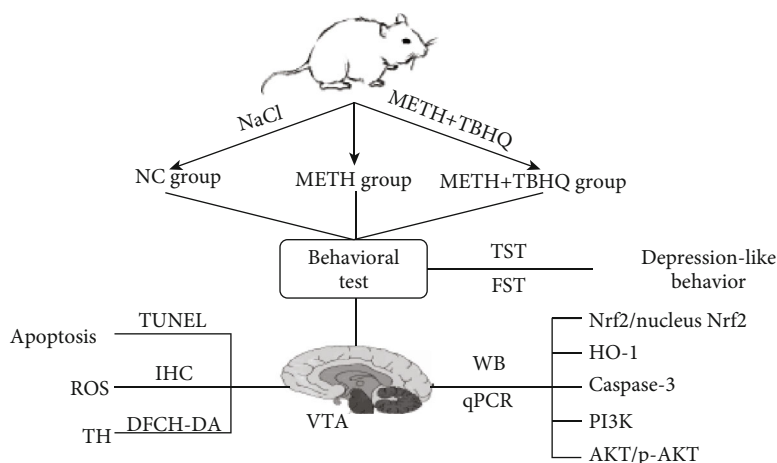 NaCl
METH+TBHQ
NC group
METH group
METH+TBHQ group
Behavioral
test
TST
FST
Depression-like
behavior
Apoptosis
TUNEL
ROS
IHC
TH
DFCH-DA
VTA
WB
qPCR
Nrf2/nucleus Nrf2
HO-1
Caspase-3
PI3K
AKT/p-AKT